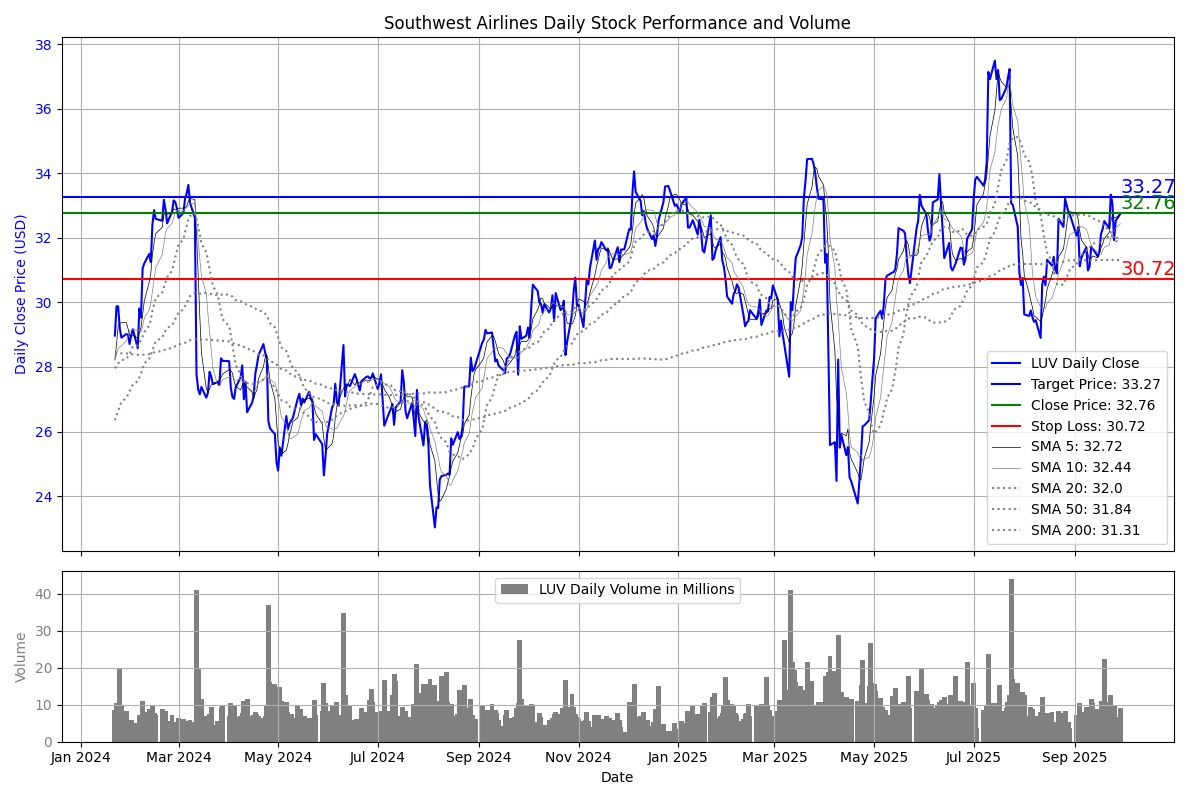 Southwest Airlines Daily Stock Performance and Volume
Daily Close Price (USD)
38
36
34
32
30
28
26
24
33.27
32.76
30.72
LUV Daily Close
Target Price: 33.27
Close Price: 32.76
Stop Loss: 30.72
SMA 5: 32.72
SMA 10: 32.44
SMA 20: 32.0
SMA 50: 31.84
SMA 200: 31.31
Volume
40
30
20
10
0
LUV Daily Volume in Millions
Jan 2024 Mar 2024 May 2024 Jul 2024 Sep 2024 Nov 2024 Jan 2025 Mar 2025 May 2025 Jul 2025 Sep 2025
Date